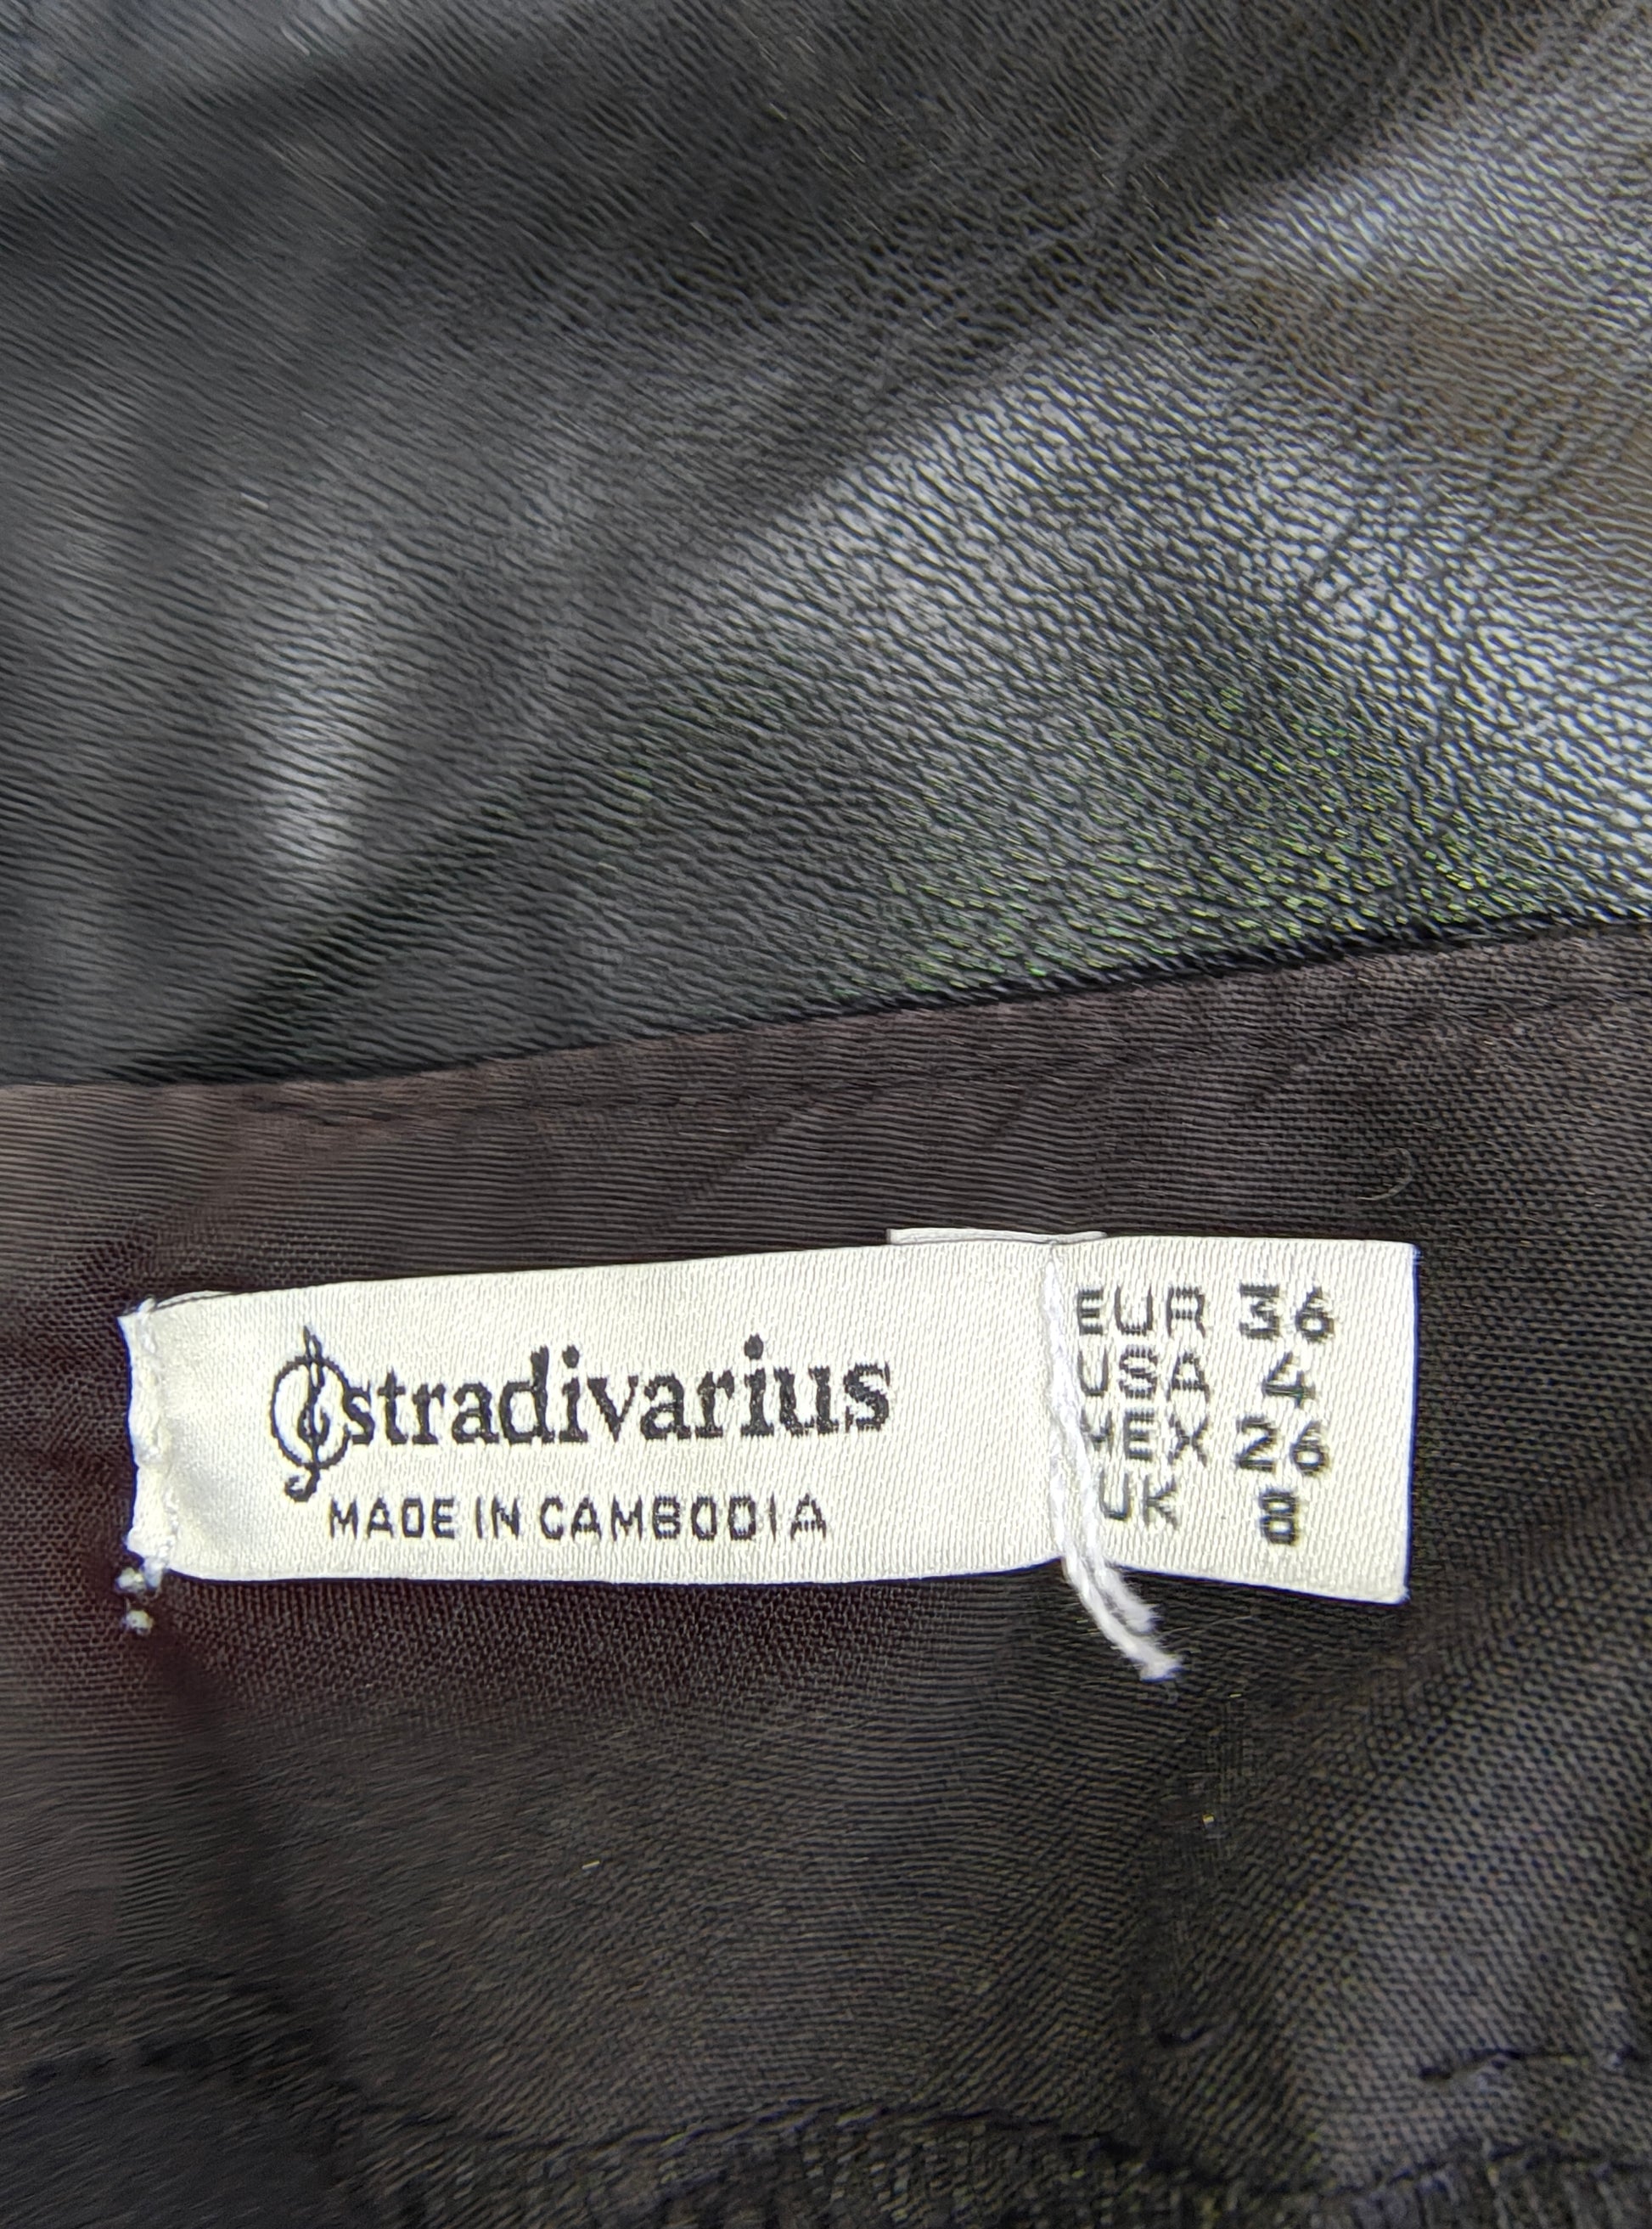 stradivarius
MADE IN CAMBODIA
EUR 36
USA 4
MEX 26
UK 8